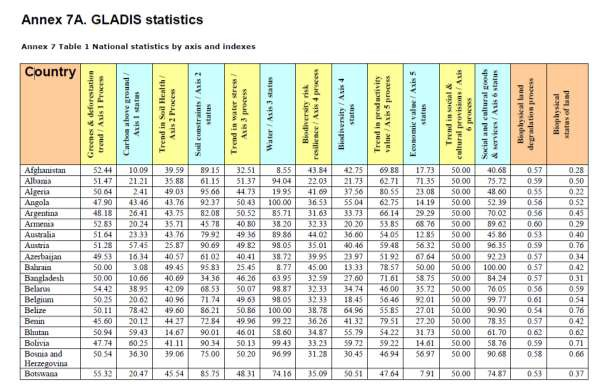 Annex 7A. GLADIS statistics
Annex 7 Table 1 National statistics by axis and indexes
Country
Greenes & deforestation trend / Axis 1 Process
Carbon above ground / Axis 1 status
Trend in Soil Health / Axis 2 Process
Soil constraints / Axis 2 status
Trend in water stress / Axis 3 process
Water / Axis 3 status
Biodiversity risk resilience / Axis 4 process
Biodiversity / Axis 4 status
Trend in productivity value / Axis 5 process
Economic value / Axis 5 status
Trend in social & cultural provisions / Axis 6 process
Social and cultural goods & services / Axis 6 status
Biophysical land degradation process
Biophysical status of land
Afghanistan 52.44 10.09 39.59 89.15 32.51 8.55 43.84 42.75 69.88 17.73 50.00 40.68 0.57 0.28
Albania 51.47 21.21 35.88 61.15 51.37 94.04 22.03 21.73 62.71 71.35 50.00 75.72 0.59 0.50
Algeria 50.64 2.41 49.03 95.66 44.73 19.95 41.69 37.56 80.55 23.08 50.00 48.60 0.55 0.22
Angola 47.90 43.46 43.76 92.37 50.43 100.00 36.53 55.04 62.75 14.19 50.00 52.39 0.56 0.52
Argentina 48.18 26.41 43.75 82.08 50.52 85.71 31.63 33.73 66.14 29.29 50.00 70.02 0.56 0.45
Armenia 52.83 20.24 35.71 45.78 40.80 38.20 32.33 20.20 53.85 68.76 50.00 89.62 0.60 0.29
Australia 51.64 23.33 43.76 79.92 49.36 89.86 44.02 36.60 54.05 12.85 50.00 45.86 0.53 0.40
Austria 51.28 57.45 25.87 90.69 49.82 98.05 35.01 40.46 59.48 56.32 50.00 96.35 0.59 0.76
Azerbaijan 49.53 16.34 40.57 61.02 40.41 38.72 39.95 23.97 51.92 67.64 50.00 92.23 0.57 0.34
Bahrain 50.00 3.08 49.45 95.83 25.45 8.77 45.00 13.33 78.57 50.00 50.00 100.00 0.57 0.42
Bangladesh 50.00 10.66 40.69 34.36 46.26 63.95 32.59 27.60 71.61 58.75 50.00 84.24 0.57 0.31
Belarus 54.42 38.95 42.09 68.53 50.07 98.87 32.33 34.74 46.00 35.72 50.00 76.05 0.56 0.59
Belgium 50.25 20.62 40.96 71.74 49.63 98.05 32.33 18.45 56.46 92.01 50.00 99.77 0.61 0.54
Belize 50.11 78.42 49.60 86.21 50.86 100.00 38.78 64.96 55.85 27.01 50.00 90.90 0.54 0.76
Benin 45.60 20.12 44.27 72.84 49.96 99.22 36.26 41.32 79.51 27.20 50.00 78.35 0.57 0.42
Bhutan 50.94 59.43 14.67 90.01 46.01 58.60 34.87 55.79 54.22 31.73 50.00 61.70 0.62 0.62
Bolivia 47.74 60.25 41.11 90.34 50.13 99.43 33.23 59.72 59.22 14.61 50.00 58.76 0.59 0.71
Bosnia and Herzegovina 50.54 36.30 39.06 75.00 50.20 96.99 31.28 30.45 46.94 56.97 50.00 90.68 0.58 0.66
Botswana 55.32 20.47 45.54 85.75 48.31 74.16 35.09 50.51 47.64 7.91 50.00 74.87 0.53 0.37